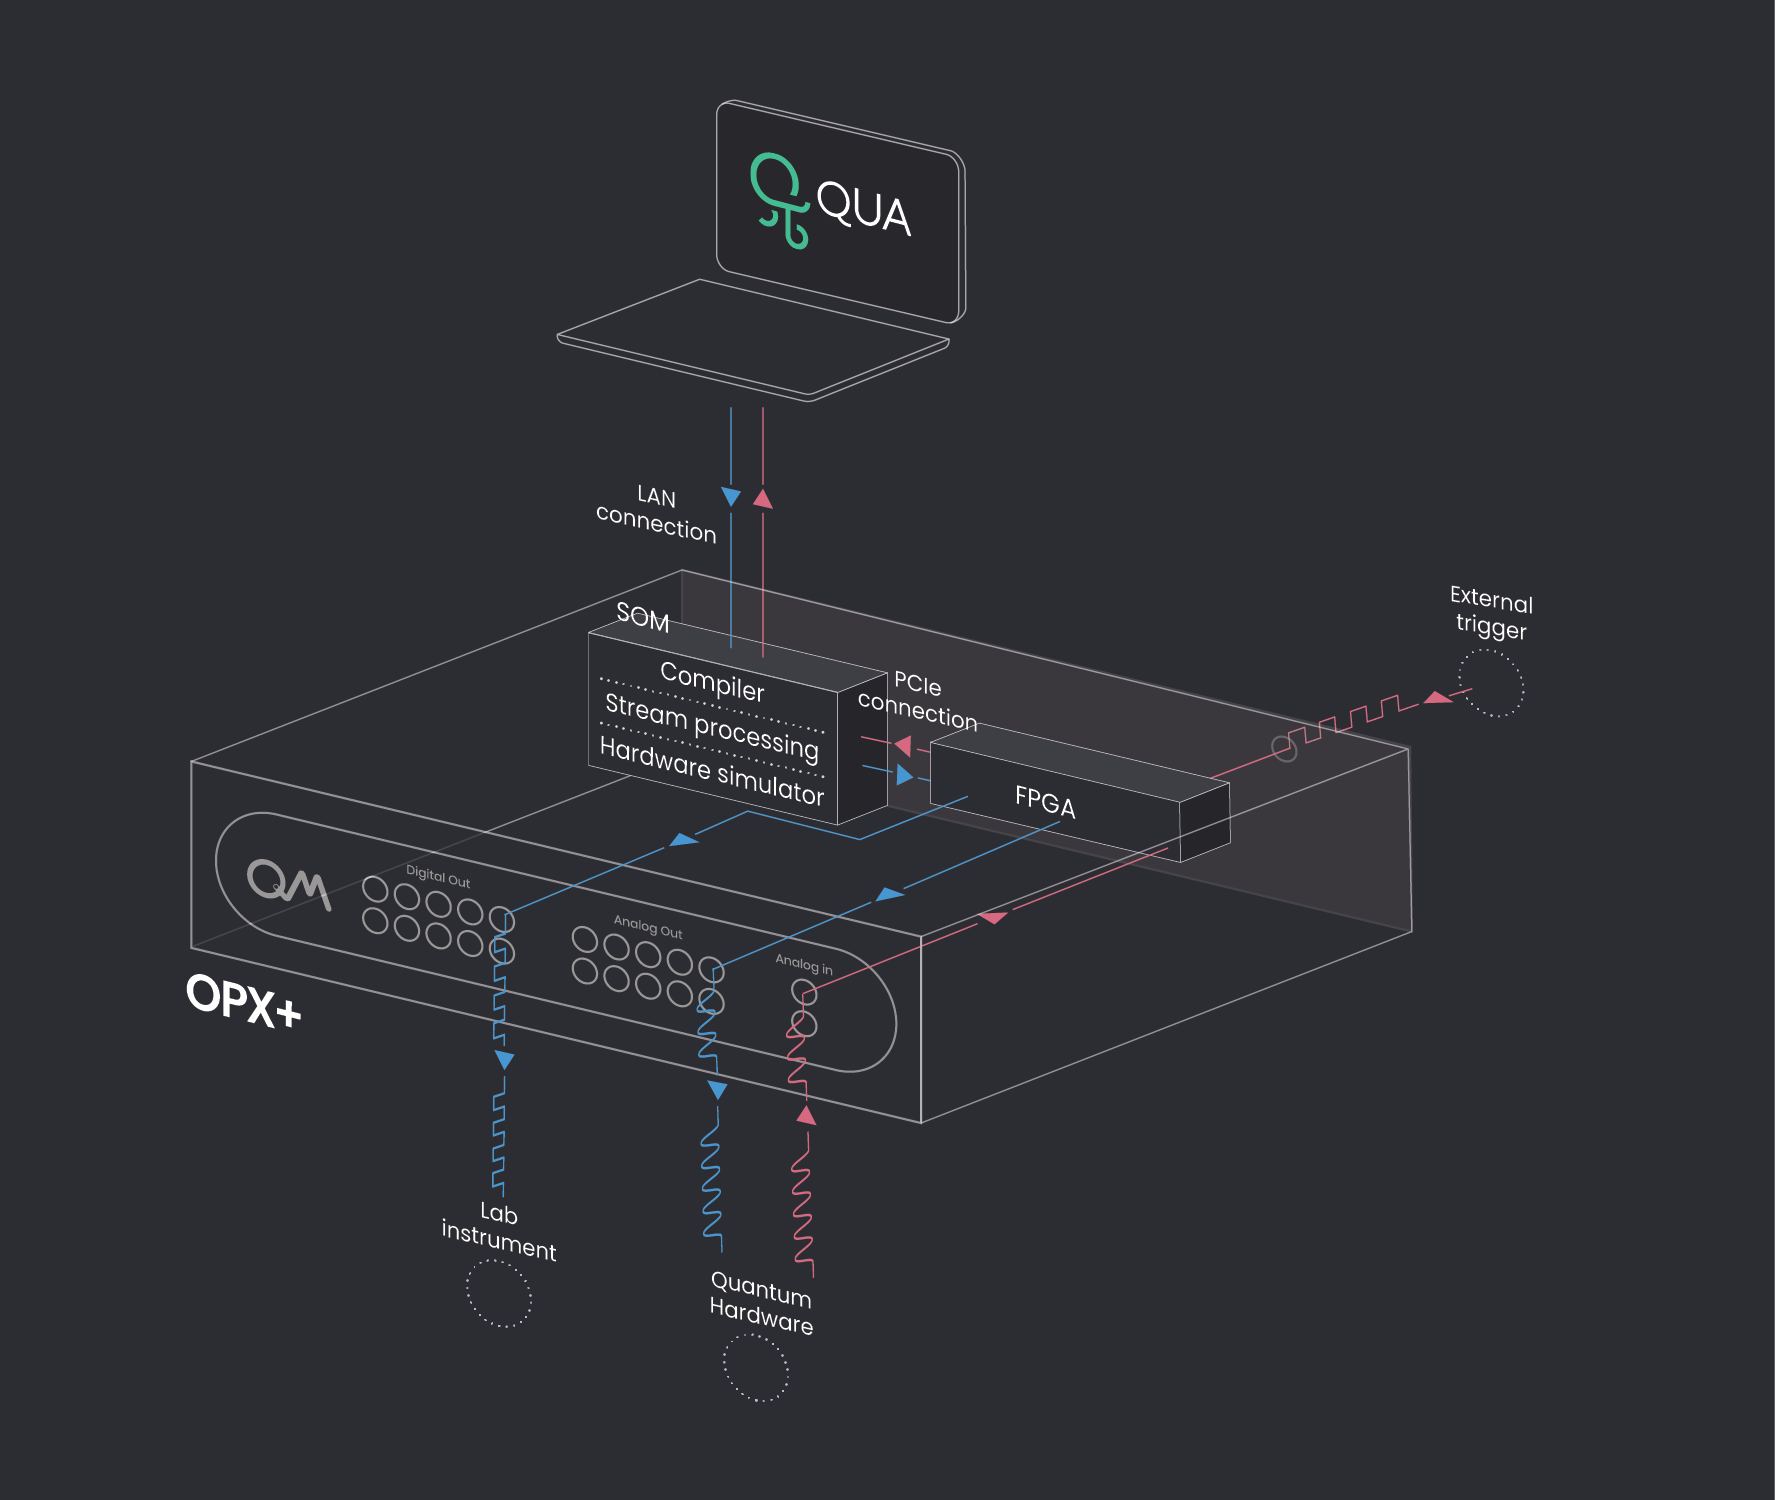 QUA
LAN
connection
External
trigger
SOM
Compiler
Stream processing
Hardware simulator
PCIe
connection
FPGA
QM
Digital Out
Analog Out
Analog in
OPX+
Lab
instrument
Quantum
Hardware